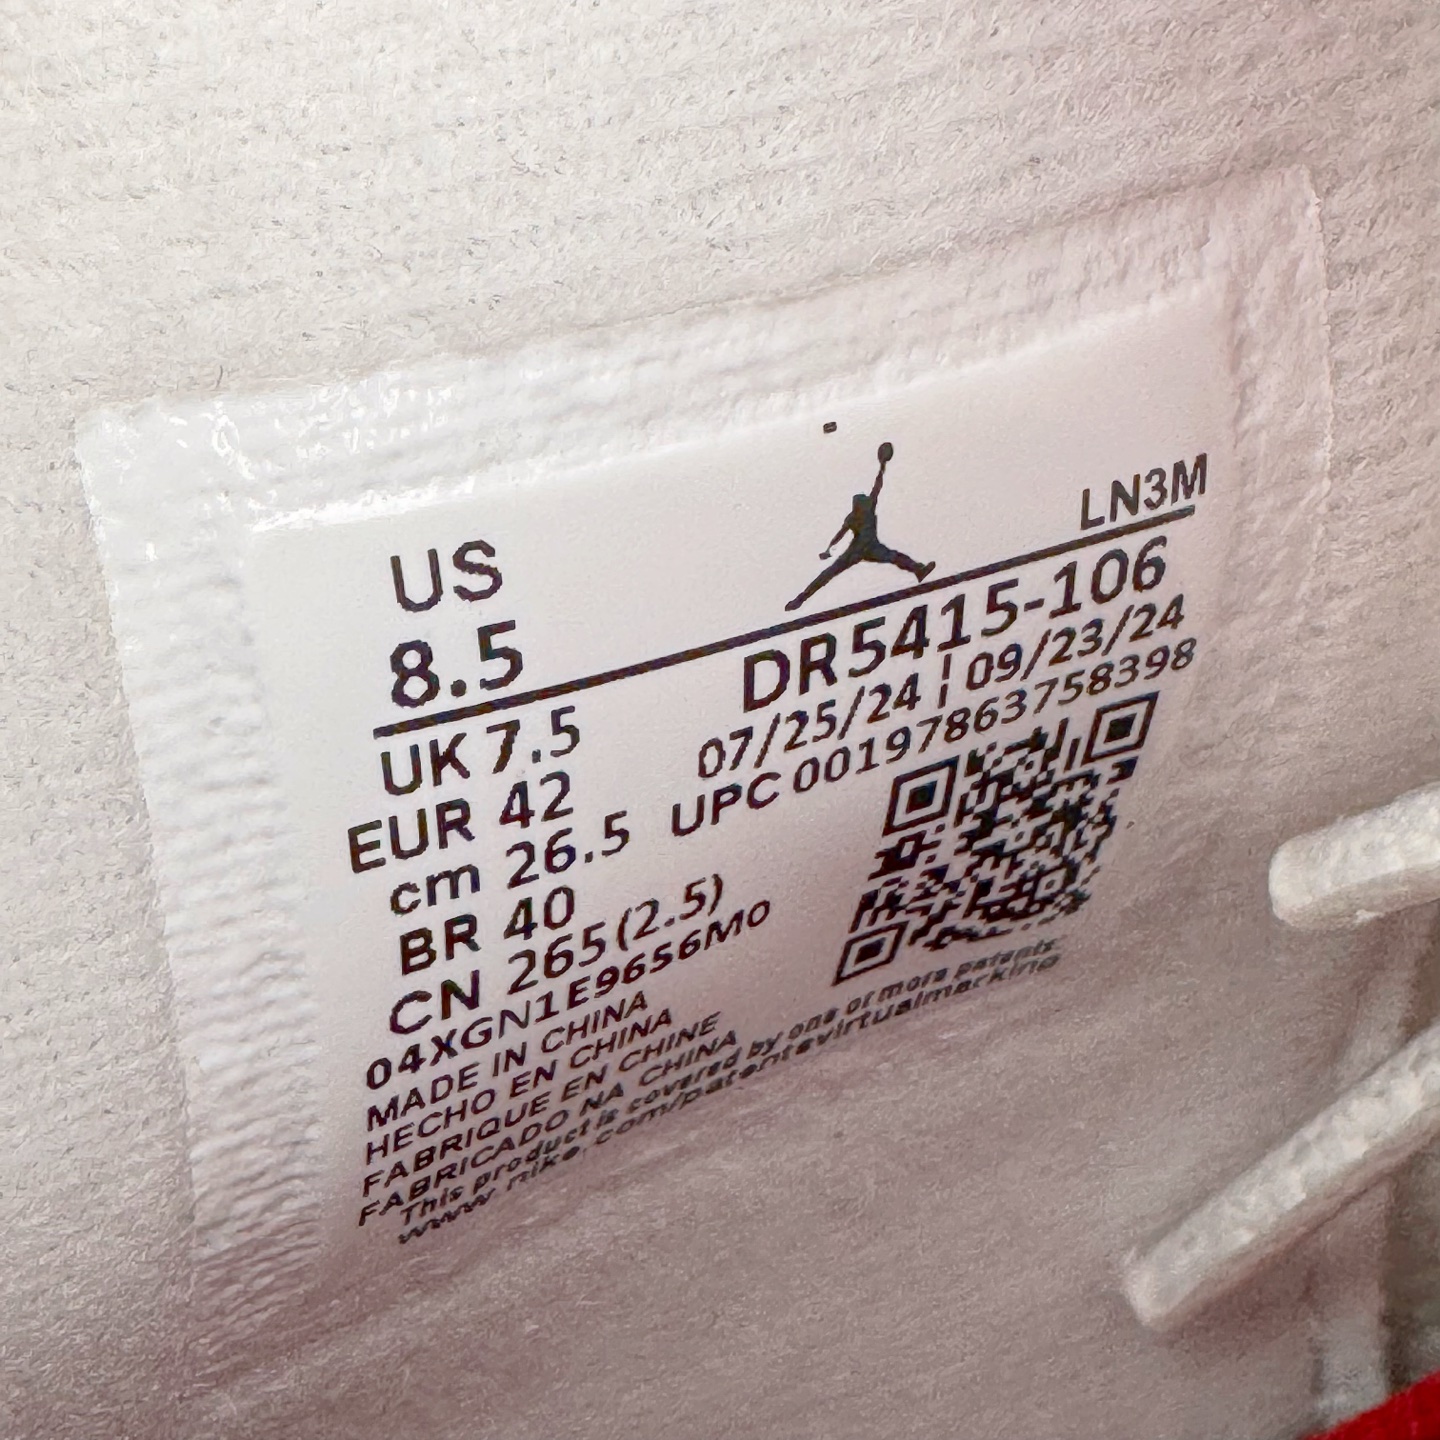 LN3M
US
8.5
DR5415-106
07/25/24 ¦ 09/23/24
UPC 00197863758398
UK 7.5
EUR 42
cm 26.5
BR 40
CN 265(2.5)
04XGN1E9656M0
MADE IN CHINA
HECHO EN CHINA
FABRIQUE EN CHINE
FABRICADO NA CHINA
This product is covered by one or more patents
www.nike.com/patentsvirtualmarking